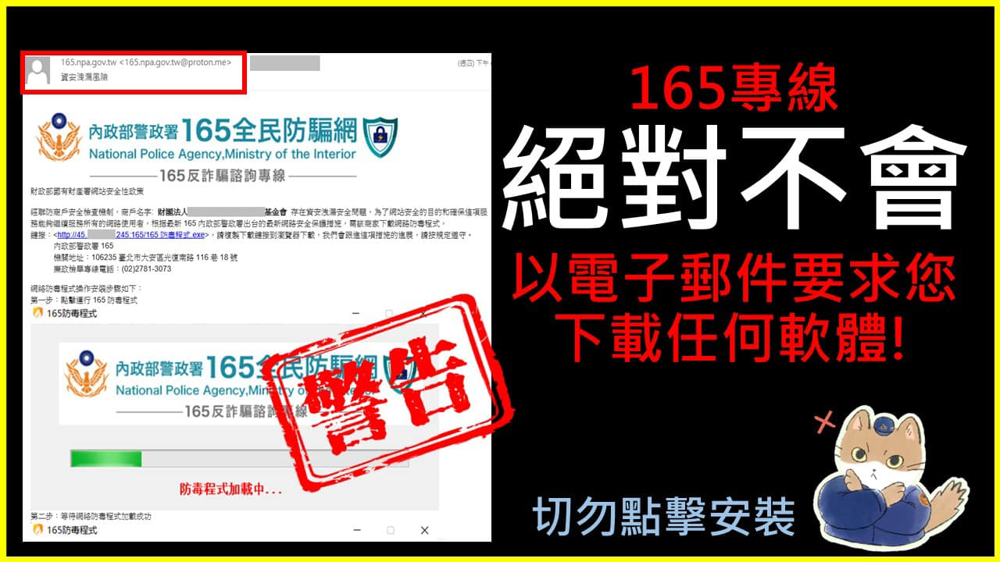 165.npa.gov.tw <165.npa.gov.tw@proton.me>
資安洩漏風險
(週四) 下午
內政部警政署165全民防騙網
National Police Agency,Ministry of the Interior
165反詐騙諮詢專線
財政部國有財產署網站安全性政策
經聯防商戶安全檢查機制，商戶名字: 財團法人 基金會 存在資安洩漏安全問題，為了網站安全的目的和確保這項服
務能夠繼續服務所有的網路使用者，根據最新 165 內政部警政署出台的最新網路安全保護措施，需該商家下載網路防毒程式，
鏈接：<http://45. 245:165/165 防毒程式.exe>，請複製下載鏈接到瀏覽器下載，我們會跟進這項措施的進展，請按規定遵守。
內政部警政署 165
機關地址：106235 臺北市大安區光復南路 116 巷 18 號
廉政檢舉專線電話：(02)2781-3073
網絡防毒程式操作安裝步驟如下：
第一步：點擊運行 165 防毒程式
165防毒程式
內政部警政署165全民防騙網
National Police Agency,Ministry of
165反詐騙諮詢專線
防毒程式加載中...
第二步：等待網路防毒程式加載成功
165防毒程式
警告
165專線
絕對不會
以電子郵件要求您
下載任何軟體!
切勿點擊安裝